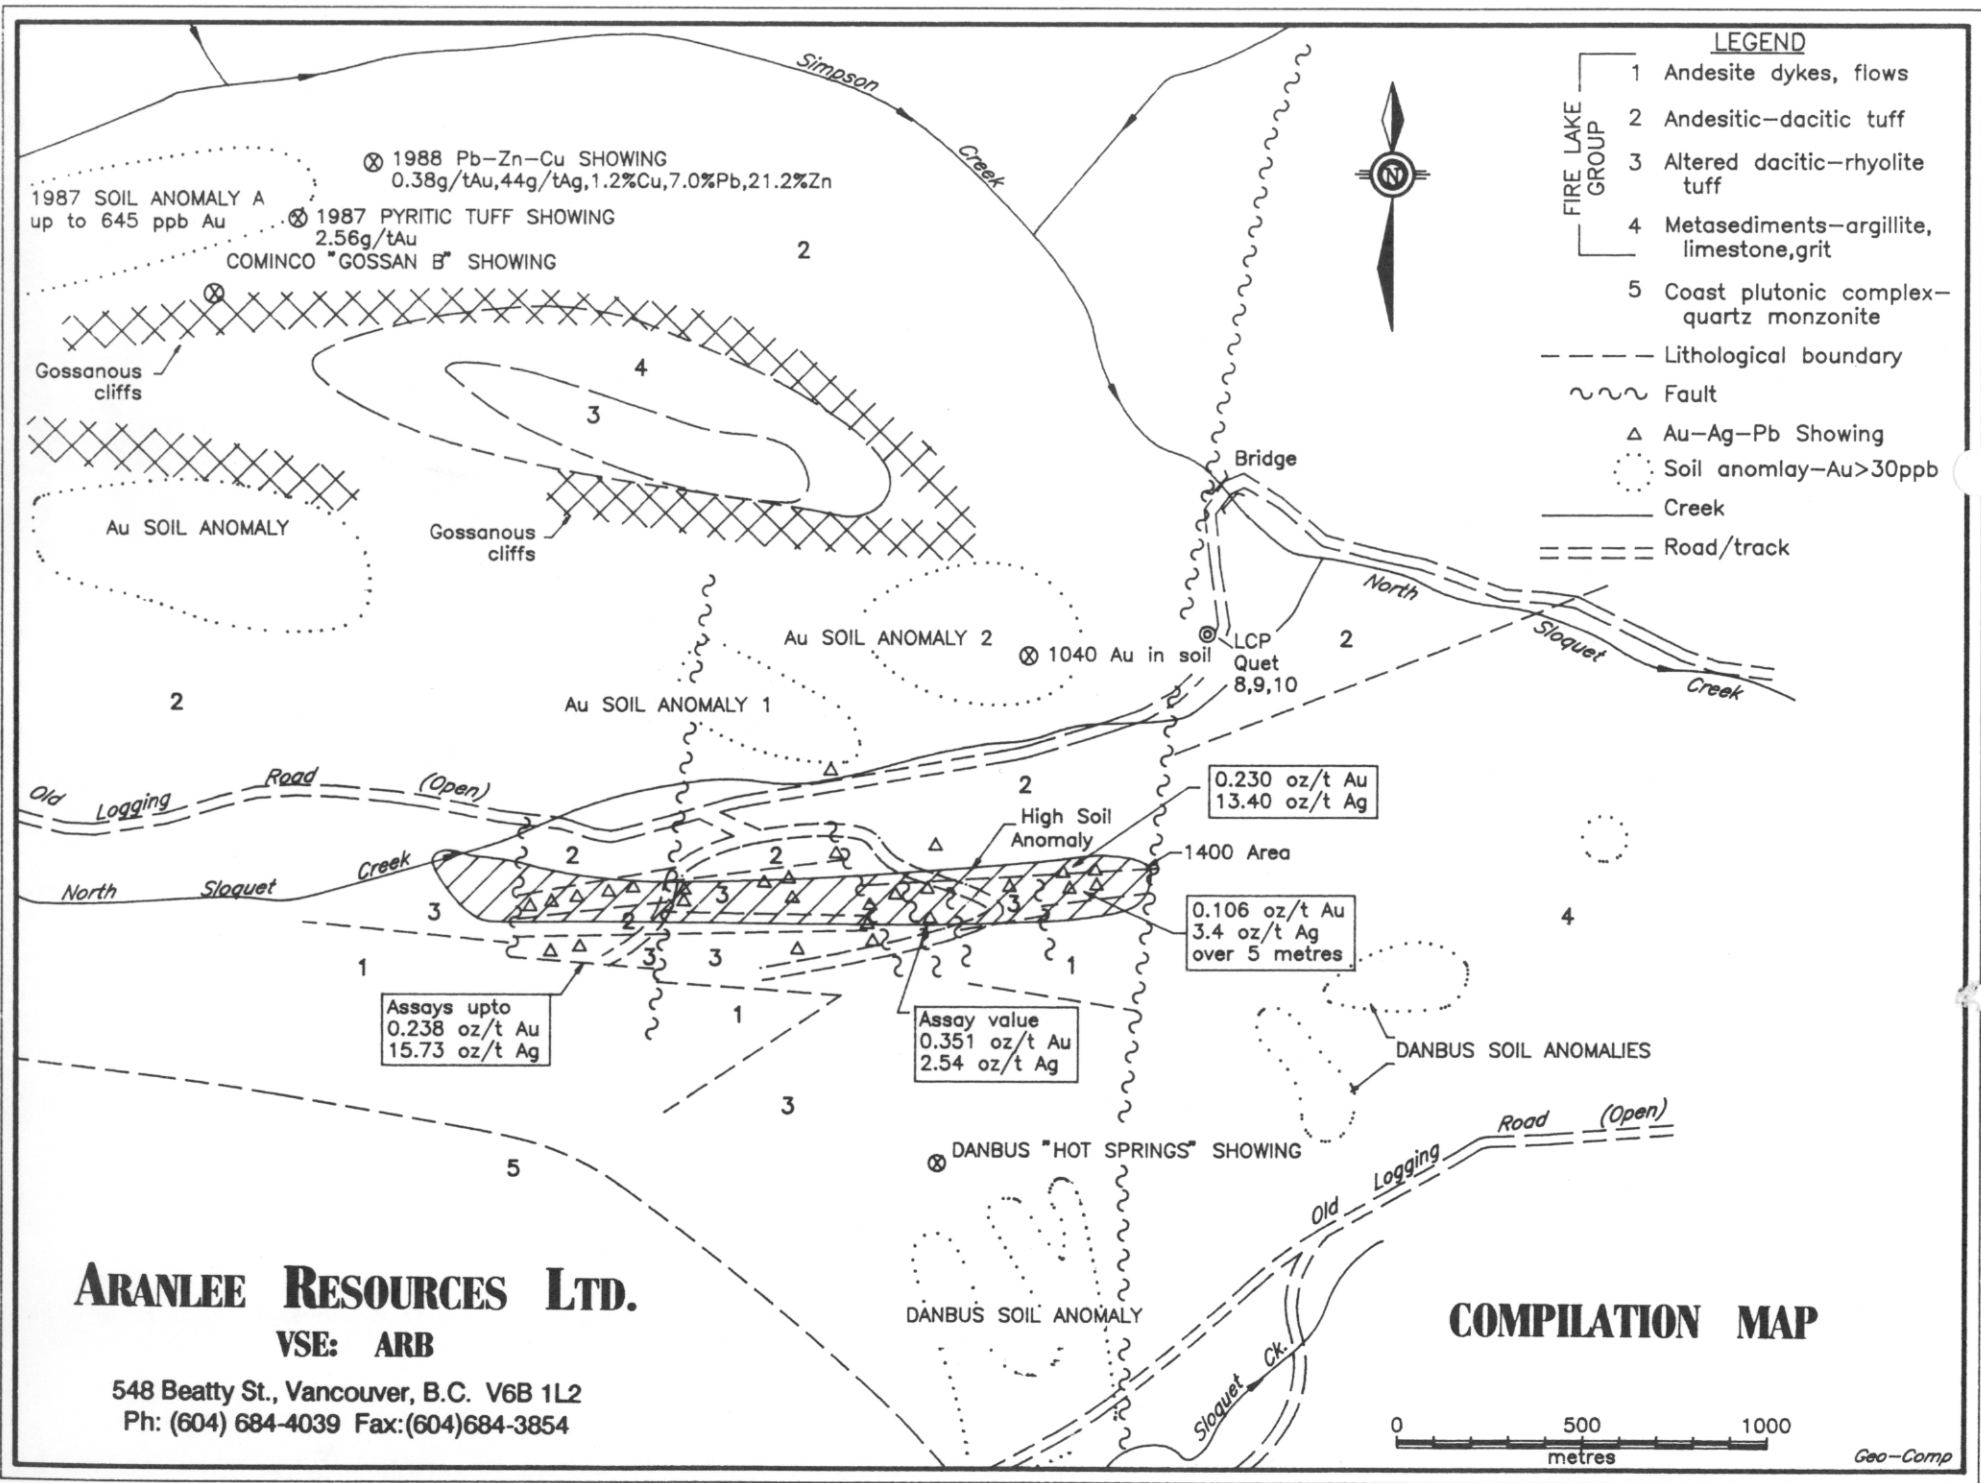 Simpson
Creek
1988 Pb-Zn-Cu SHOWING
0.38g/tAu,44g/tAg,1.2%Cu,7.0%Pb,21.2%Zn
1987 SOIL ANOMALY A
up to 645 ppb Au
1987 PYRITIC TUFF SHOWING
2.56g/tAu
COMINCO "GOSSAN B" SHOWING
2
Gossanous
cliffs
4
3
Au SOIL ANOMALY
Gossanous
cliffs
N
LEGEND
FIRE LAKE
GROUP
1 Andesite dykes, flows
2 Andesitic-dacitic tuff
3 Altered dacitic-rhyolite
tuff
4 Metasediments-argillite,
limestone,grit
5 Coast plutonic complex-
quartz monzonite
Lithological boundary
Fault
Au-Ag-Pb Showing
Soil anomlay-Au>30ppb
Creek
Road/track
Bridge
North
Sloquet
Creek
2
Au SOIL ANOMALY 2
1040 Au in soil
LCP
Quet
8,9,10
Au SOIL ANOMALY 1
2
Old
Logging
Road
(Open)
2
0.230 oz/t Au
13.40 oz/t Ag
High Soil
Anomaly
1400 Area
North
Sloquet
Creek
2
2
3
3
3
2
3
3
1
1
1
0.106 oz/t Au
3.4 oz/t Ag
over 5 metres
4
Assays upto
0.238 oz/t Au
15.73 oz/t Ag
Assay value
0.351 oz/t Au
2.54 oz/t Ag
DANBUS SOIL ANOMALIES
3
5
DANBUS "HOT SPRINGS" SHOWING
Old
Logging
Road
(Open)
DANBUS SOIL ANOMALY
Sloquet
Ck.
ARANLEE RESOURCES LTD.
VSE: ARB
548 Beatty St., Vancouver, B.C. V6B 1L2
Ph: (604) 684-4039 Fax:(604)684-3854
COMPILATION MAP
0 500 1000
metres
Geo-Comp